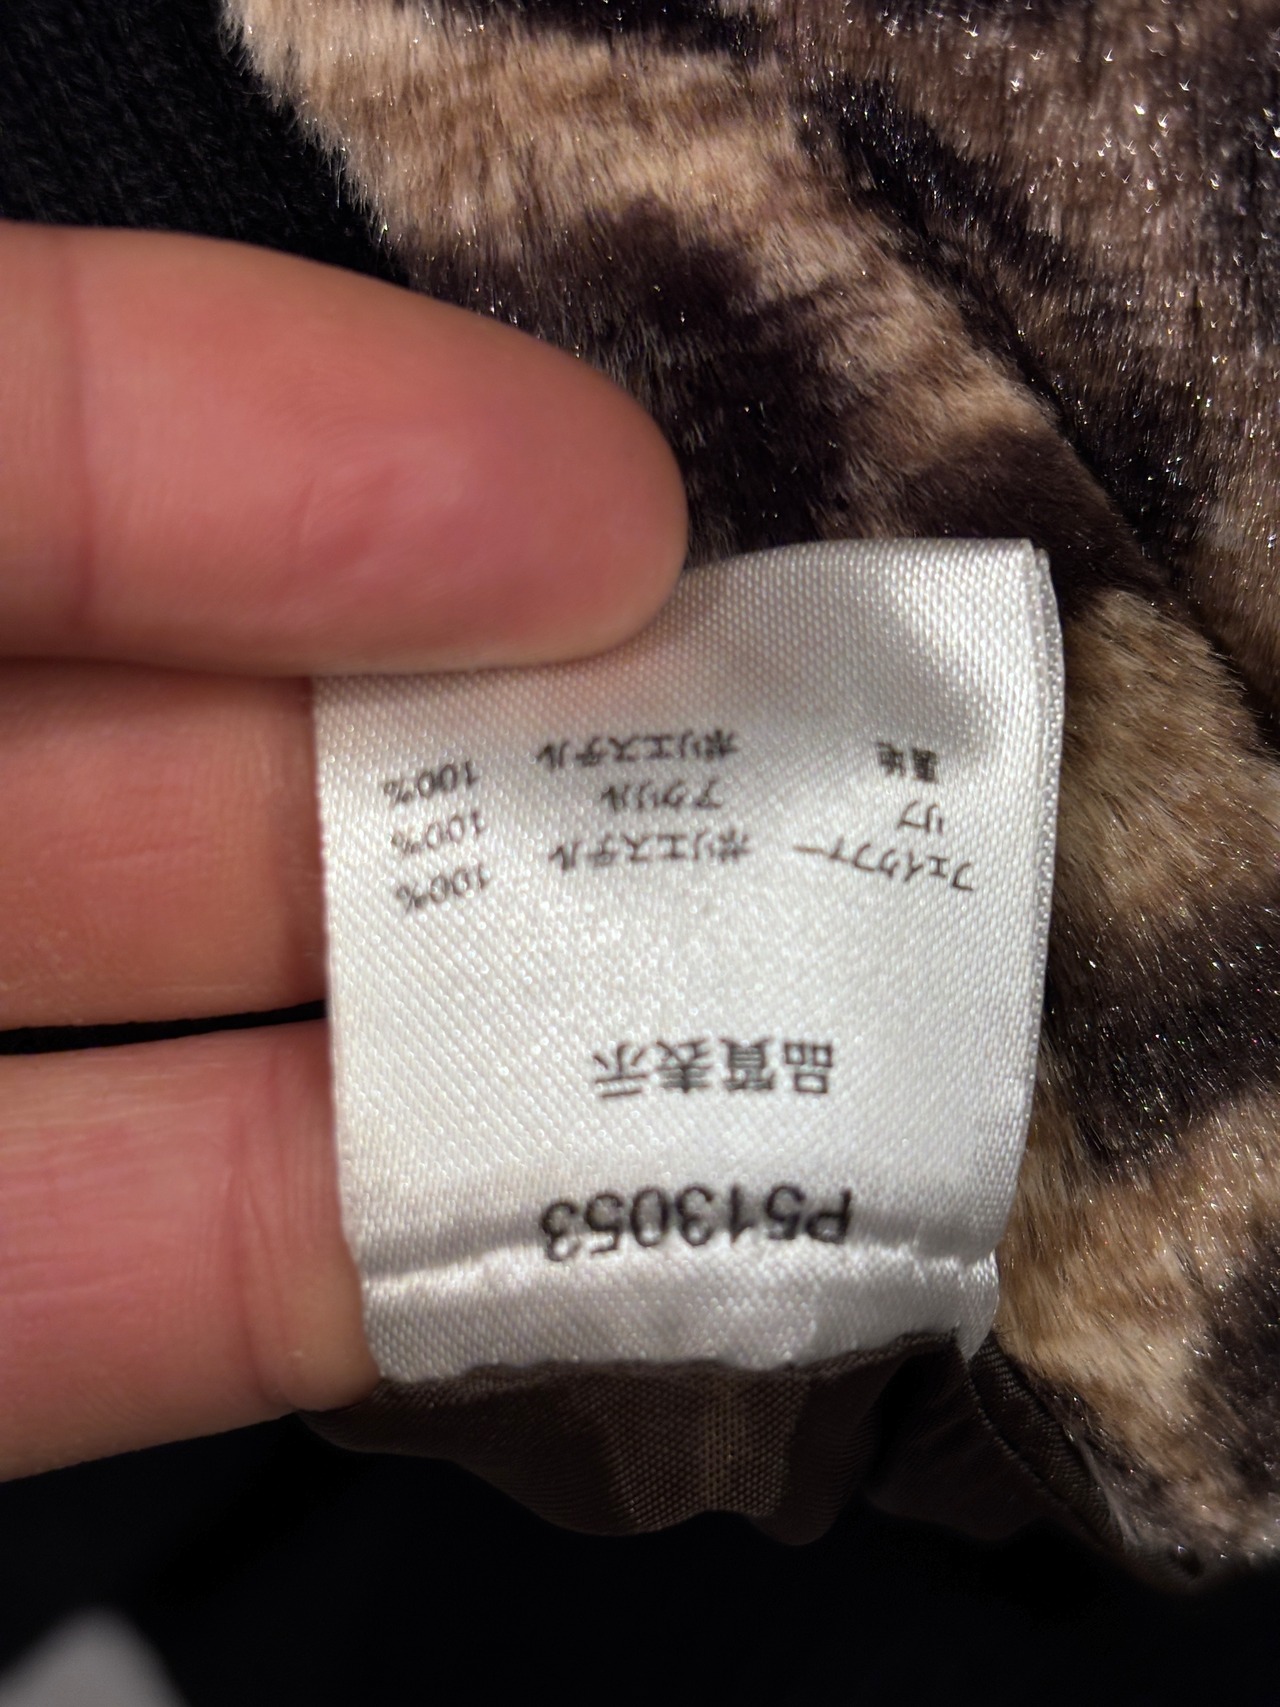 P513053
品質表示
フェイクファー ポリエステル 100%
リブ アクリル 100%
裏地 ポリエステル 100%